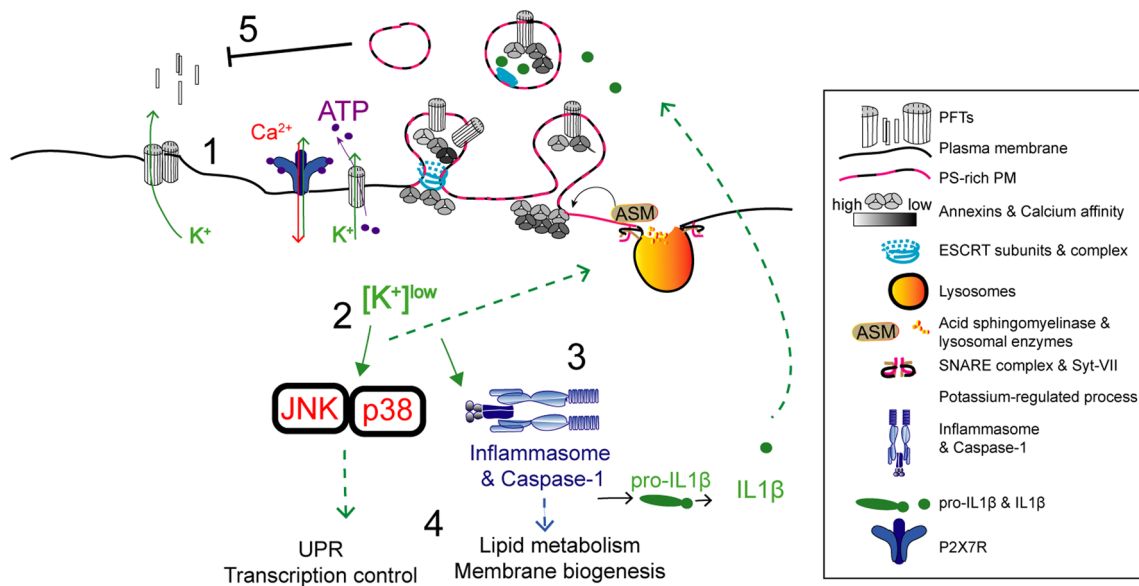 5
ATP
Ca²⁺
1
K⁺
K⁺
ASM
2
[K⁺]ˡᵒʷ
3
JNK
p38
Inflammasome
& Caspase-1
pro-IL1β
IL1β
4
UPR
Transcription control
Lipid metabolism
Membrane biogenesis
PFTs
Plasma membrane
PS-rich PM
high low
Annexins & Calcium affinity
ESCRT subunits & complex
Lysosomes
ASM
Acid sphingomyelinase &
lysosomal enzymes
SNARE complex & Syt-VII
Potassium-regulated process
Inflammasome
& Caspase-1
pro-IL1β & IL1β
P2X7R